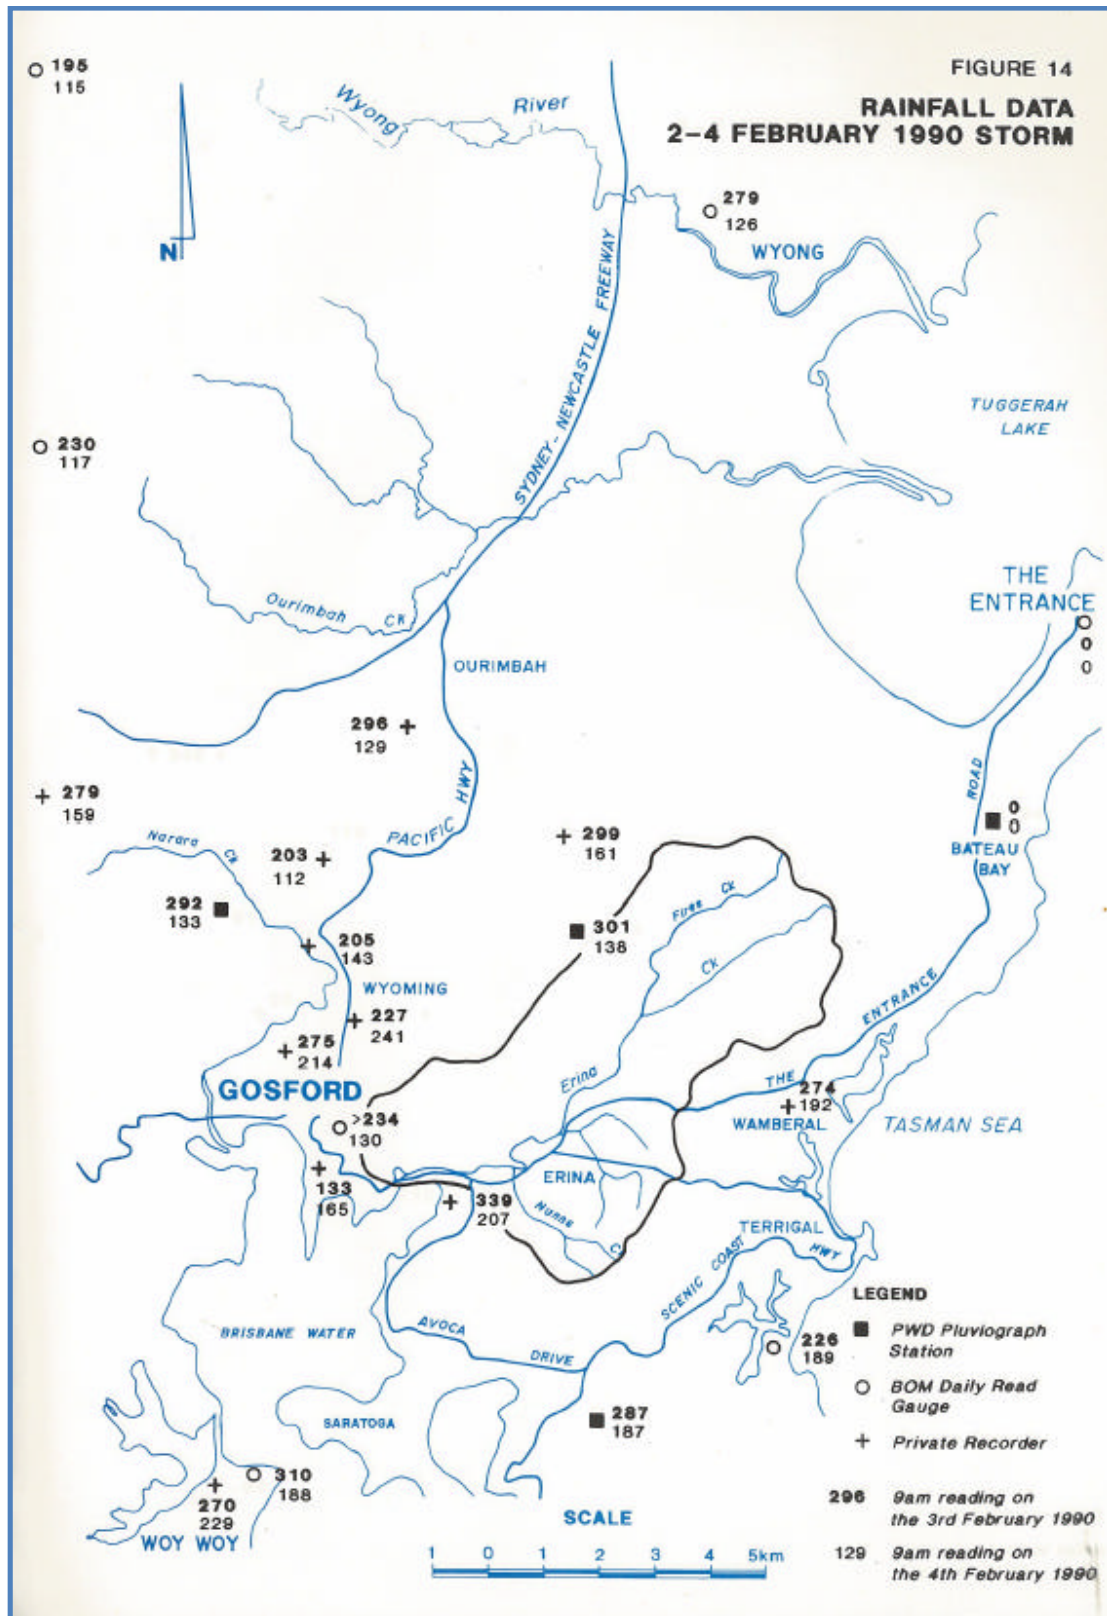 FIGURE 14
RAINFALL DATA
2-4 FEBRUARY 1990 STORM
195
115
Wyong River
N
279
126
WYONG
SYDNEY - NEWCASTLE FREEWAY
TUGGERAH
LAKE
230
117
THE
ENTRANCE
0
0
Ourimbah CK
OURIMBAH
296
129
279
159
PACIFIC HWY
ROAD
0
0
BATEAU
BAY
Narara Ck
203
112
299
161
292
133
Fires Ck
301
138
Ck
205
143
WYOMING
227
241
275
214
GOSFORD
Erina
THE ENTRANCE
274
192
WAMBERAL
TASMAN SEA
>234
130
133
165
ERINA
339
207
Nunns C
TERRIGAL
SCENIC COAST HWY
BRISBANE WATER
AVOCA DRIVE
226
189
SARATOGA
287
187
310
188
270
229
WOY WOY
LEGEND
PWD Pluviograph
Station
BOM Daily Read
Gauge
Private Recorder
296 9am reading on
the 3rd February 1990
129 9am reading on
the 4th February 1990
SCALE
1 0 1 2 3 4 5km